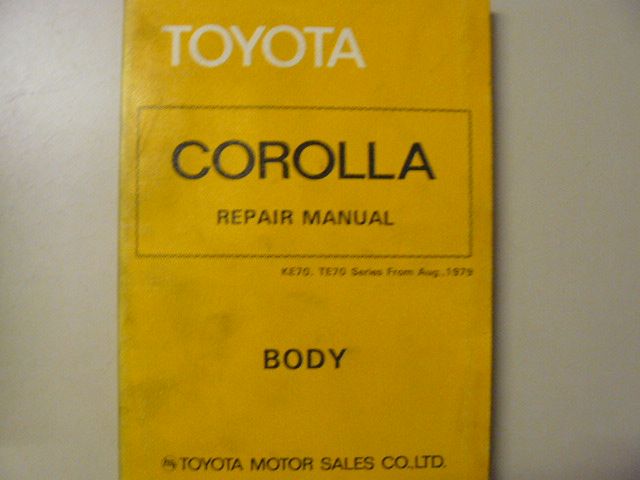 TOYOTA
COROLLA
REPAIR MANUAL
KE70, TE70 Series From Aug.,1979
BODY
TOYOTA MOTOR SALES CO.,LTD.